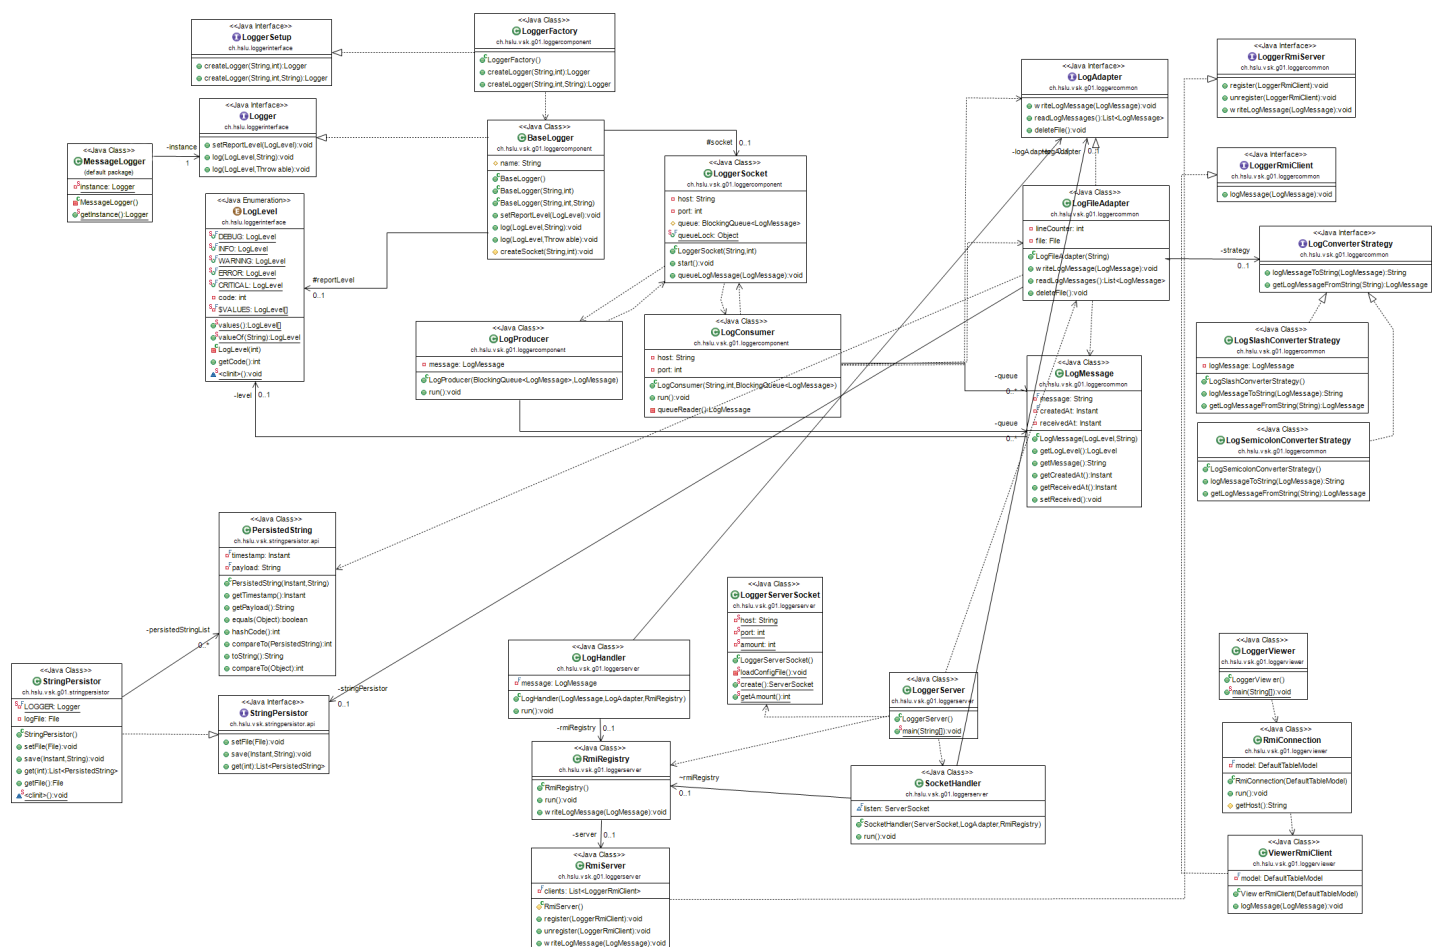 <<Java Interface>>
LoggerSetup
ch.hslu.loggerinterface
createLogger(String,int):Logger
createLogger(String,int,String):Logger
<<Java Class>>
LoggerFactory
ch.hslu.vsk.g01.loggercomponent
LoggerFactory()
createLogger(String,int):Logger
createLogger(String,int,String):Logger
<<Java Interface>>
Logger
ch.hslu.loggerinterface
setReportLevel(LogLevel):void
log(LogLevel,String):void
log(LogLevel,Throwable):void
<<Java Class>>
MessageLogger
(default package)
instance: Logger
MessageLogger()
getInstance():Logger
-instance
1
<<Java Class>>
BaseLogger
ch.hslu.vsk.g01.loggercomponent
name: String
BaseLogger()
BaseLogger(String,int)
BaseLogger(String,int,String)
setReportLevel(LogLevel):void
log(LogLevel,String):void
log(LogLevel,Throwable):void
createSocket(String,int):void
#socket
0..1
<<Java Enumeration>>
LogLevel
ch.hslu.loggerinterface
DEBUG: LogLevel
INFO: LogLevel
WARNING: LogLevel
ERROR: LogLevel
CRITICAL: LogLevel
code: int
$VALUES: LogLevel[]
values():LogLevel[]
valueOf(String):LogLevel
LogLevel(int)
getCode():int
<clinit>():void
#reportLevel
0..1
-level
0..1
<<Java Class>>
LoggerSocket
ch.hslu.vsk.g01.loggercomponent
host: String
port: int
queue: BlockingQueue<LogMessage>
queueLock: Object
LoggerSocket(String,int)
start():void
queueLogMessage(LogMessage):void
<<Java Class>>
LogProducer
ch.hslu.vsk.g01.loggercomponent
message: LogMessage
LogProducer(BlockingQueue<LogMessage>,LogMessage)
run():void
<<Java Class>>
LogConsumer
ch.hslu.vsk.g01.loggercomponent
host: String
port: int
LogConsumer(String,int,BlockingQueue<LogMessage>)
run():void
queueReader():LogMessage
-queue
0..*
-queue
0..*
<<Java Interface>>
LogAdapter
ch.hslu.vsk.g01.loggercommon
writeLogMessage(LogMessage):void
readLogMessages():List<LogMessage>
deleteFile():void
-logAdapter
0..1
<<Java Class>>
LogFileAdapter
ch.hslu.vsk.g01.loggercommon
lineCounter: int
file: File
LogFileAdapter(String)
writeLogMessage(LogMessage):void
readLogMessages():List<LogMessage>
deleteFile():void
<<Java Class>>
LogMessage
ch.hslu.vsk.g01.loggercommon
message: String
createdAt: Instant
receivedAt: Instant
LogMessage(LogLevel,String)
getLogLevel():LogLevel
getMessage():String
getCreatedAt():Instant
getReceivedAt():Instant
setReceived():void
<<Java Interface>>
LoggerRmiServer
ch.hslu.vsk.g01.loggercommon
register(LoggerRmiClient):void
unregister(LoggerRmiClient):void
writeLogMessage(LogMessage):void
<<Java Interface>>
LoggerRmiClient
ch.hslu.vsk.g01.loggercommon
logMessage(LogMessage):void
-strategy
0..1
<<Java Interface>>
LogConverterStrategy
ch.hslu.vsk.g01.loggercommon
logMessageToString(LogMessage):String
getLogMessageFromString(String):LogMessage
<<Java Class>>
LogSlashConverterStrategy
ch.hslu.vsk.g01.loggercommon
logMessage: LogMessage
LogSlashConverterStrategy()
logMessageToString(LogMessage):String
getLogMessageFromString(String):LogMessage
<<Java Class>>
LogSemicolonConverterStrategy
ch.hslu.vsk.g01.loggercommon
LogSemicolonConverterStrategy()
logMessageToString(LogMessage):String
getLogMessageFromString(String):LogMessage
<<Java Class>>
PersistedString
ch.hslu.vsk.stringpersistor.api
timestamp: Instant
payload: String
PersistedString(Instant,String)
getTimestamp():Instant
getPayload():String
equals(Object):boolean
hashCode():int
compareTo(PersistedString):int
toString():String
compareTo(Object):int
-persistedStringList
0..*
<<Java Class>>
StringPersistor
ch.hslu.vsk.g01.stringpersistor
LOGGER: Logger
logFile: File
StringPersistor()
setFile(File):void
save(Instant,String):void
get(int):List<PersistedString>
getFile():File
<clinit>():void
<<Java Interface>>
StringPersistor
ch.hslu.vsk.stringpersistor.api
setFile(File):void
save(Instant,String):void
get(int):List<PersistedString>
-stringPersistor
0..1
<<Java Class>>
LogHandler
ch.hslu.vsk.g01.loggerserver
message: LogMessage
LogHandler(LogMessage,LogAdapter,RmiRegistry)
run():void
-rmiRegistry
0..1
<<Java Class>>
RmiRegistry
ch.hslu.vsk.g01.loggerserver
RmiRegistry()
run():void
writeLogMessage(LogMessage):void
-server
0..1
<<Java Class>>
RmiServer
ch.hslu.vsk.g01.loggerserver
clients: List<LoggerRmiClient>
RmiServer()
register(LoggerRmiClient):void
unregister(LoggerRmiClient):void
writeLogMessage(LogMessage):void
<<Java Class>>
LoggerServerSocket
ch.hslu.vsk.g01.loggerserver
host: String
port: int
amount: int
LoggerServerSocket()
loadConfigFile():void
create():ServerSocket
getAmount():int
<<Java Class>>
LoggerServer
ch.hslu.vsk.g01.loggerserver
LoggerServer()
main(String[]):void
~rmiRegistry
0..1
<<Java Class>>
SocketHandler
ch.hslu.vsk.g01.loggerserver
listen: ServerSocket
SocketHandler(ServerSocket,LogAdapter,RmiRegistry)
run():void
<<Java Class>>
LoggerViewer
ch.hslu.vsk.g01.loggerviewer
LoggerViewer()
main(String[]):void
<<Java Class>>
RmiConnection
ch.hslu.vsk.g01.loggerviewer
model: DefaultTableModel
RmiConnection(DefaultTableModel)
run():void
getHost():String
<<Java Class>>
ViewerRmiClient
ch.hslu.vsk.g01.loggerviewer
model: DefaultTableModel
ViewerRmiClient(DefaultTableModel)
logMessage(LogMessage):void